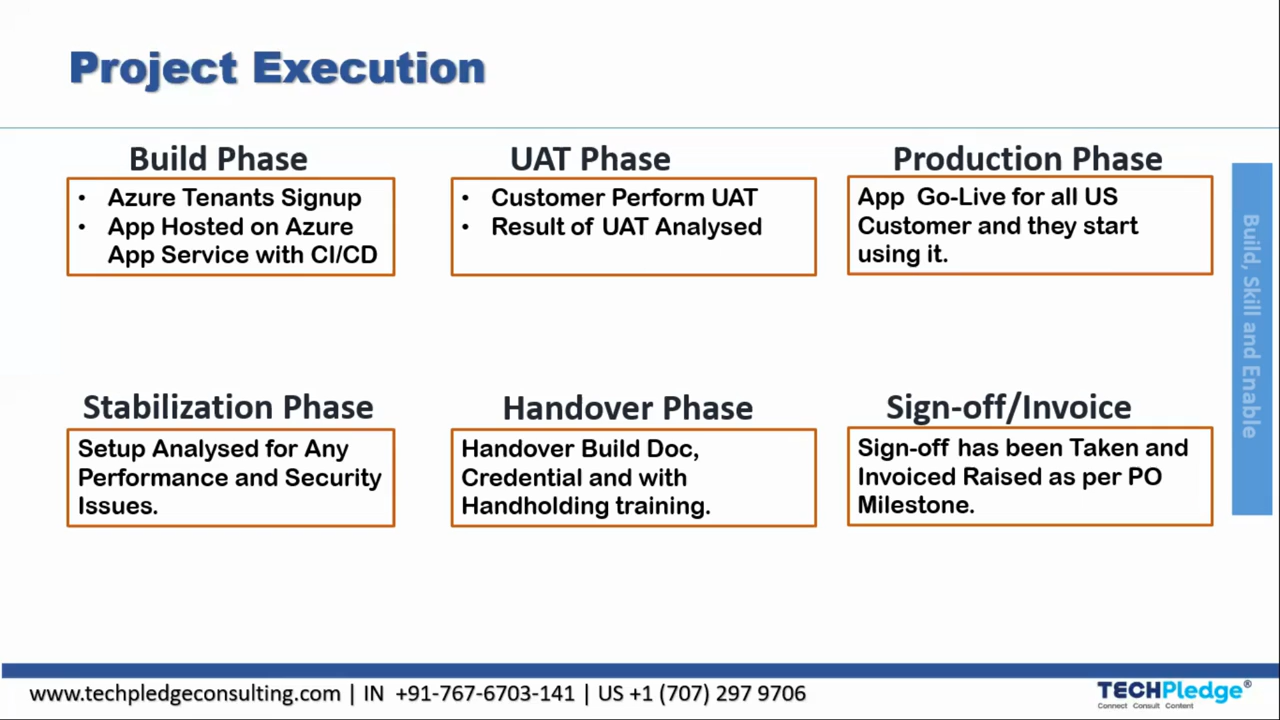 Project Execution
Build Phase
• Azure Tenants Signup
• App Hosted on Azure
App Service with CI/CD
UAT Phase
• Customer Perform UAT
• Result of UAT Analysed
Production Phase
App Go-Live for all US
Customer and they start
using it.
Stabilization Phase
Setup Analysed for Any
Performance and Security
Issues.
Handover Phase
Handover Build Doc,
Credential and with
Handholding training.
Sign-off/Invoice
Sign-off has been Taken and
Invoiced Raised as per PO
Milestone.
Build, Skill and Enable
www.techpledgeconsulting.com | IN +91-767-6703-141 | US +1 (707) 297 9706
TECHPledge®
Connect Consult Content